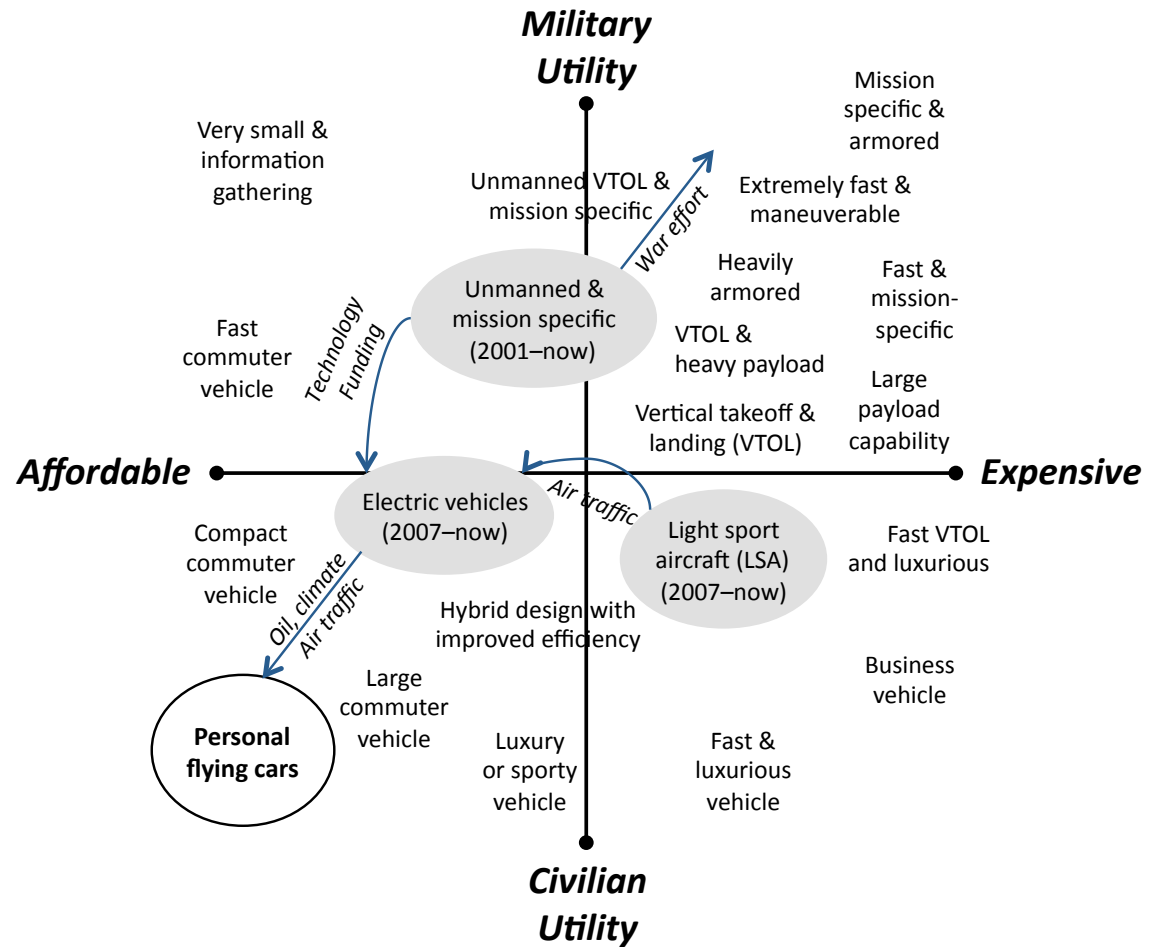 Military
Utility
Mission
specific &
armored
Very small &
information
gathering
Unmanned VTOL &
mission specific
War effort
Extremely fast &
maneuverable
Heavily
armored
Fast &
mission-
specific
Unmanned &
mission specific
(2001–now)
Technology
Funding
Fast
commuter
vehicle
VTOL &
heavy payload
Large
payload
capability
Vertical takeoff &
landing (VTOL)
Affordable
Expensive
Electric vehicles
(2007–now)
Air traffic
Light sport
aircraft (LSA)
(2007–now)
Fast VTOL
and luxurious
Compact
commuter
vehicle
Oil, climate
Air traffic
Hybrid design with
improved efficiency
Business
vehicle
Large
commuter
vehicle
Personal
flying cars
Luxury
or sporty
vehicle
Fast &
luxurious
vehicle
Civilian
Utility